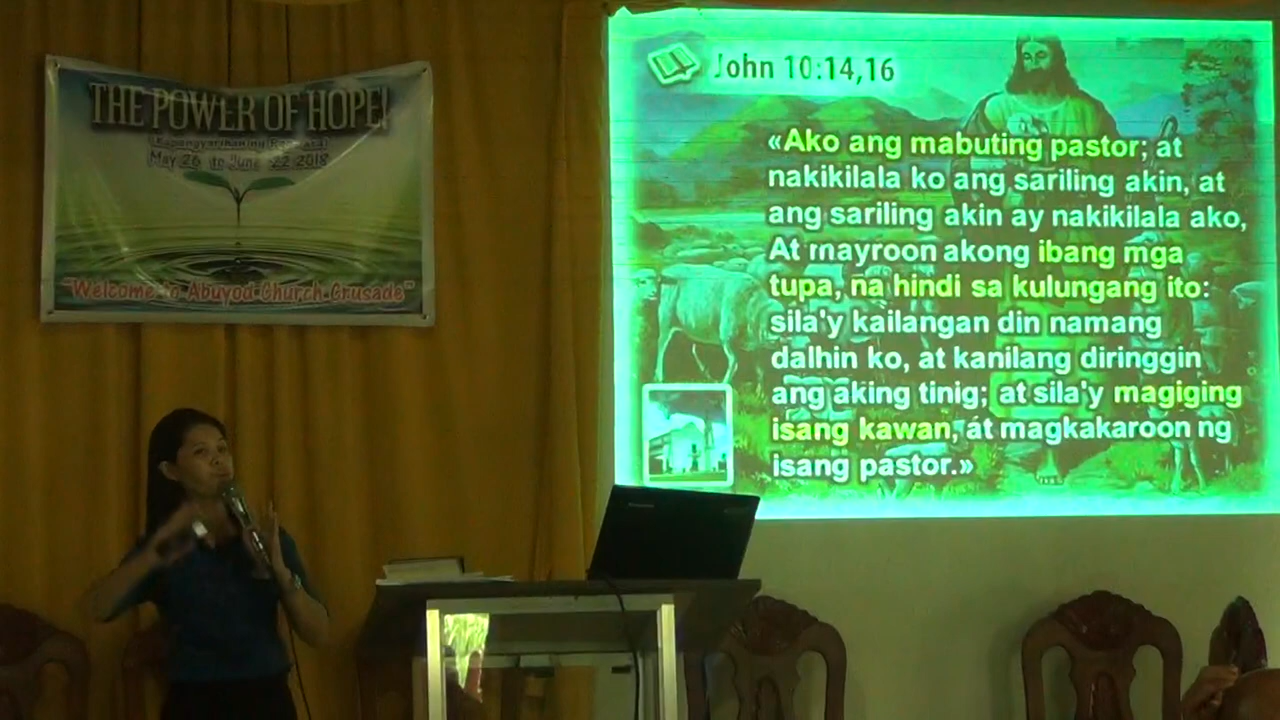 THE POWER OF HOPE!
May 26 to June 22 2018
"Welcome to Abuyod Church Crusade"
John 10:14,16
«Ako ang mabuting pastor; at
nakikilala ko ang sariling akin, at
ang sariling akin ay nakikilala ako,
At mayroon akong ibang mga
tupa, na hindi sa kulungang ito:
sila'y kailangan din namang
dalhin ko, at kanilang diringgin
ang aking tinig; at sila'y magiging
isang kawan, at magkakaroon ng
isang pastor.»